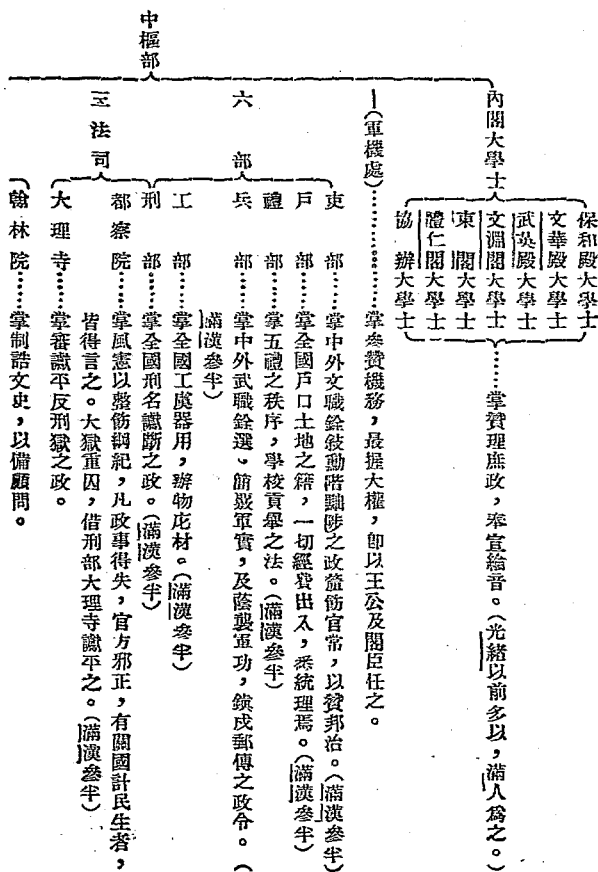 中樞部
內閣大學士
保和殿大學士
文華殿大學士
武英殿大學士
文淵閣大學士
東閣大學士
體仁閣大學士
協辦大學士
……掌贊理庶政,奉宣綸音。(光緒以前多以,滿人爲之。)
(軍機處)……………掌參贊機務,最握大權,卽以王公及閣臣任之。
六部
吏部……掌中外文職銓敍勳階黜陟之政釐飭官常,以贊邦治。(滿漢參半)
戶部……掌全國戶口土地之籍,一切經費出入,悉統理焉。(滿漢參半)
禮部……掌五禮之秩序,學校貢舉之法。(滿漢參半)
兵部……掌中外武職銓選、簡覈軍實,及蔭襲軍功,鎭戍郵傳之政令。(
滿漢參半)
工部……掌全國工虞器用,辦物庀材。(滿漢參半)
刑部……掌全國刑名讞斷之政。(滿漢參半)
三法司
都察院……掌風憲以整飭綱紀,凡政事得失,官方邪正,有關國計民生者,
皆得言之。大獄重囚,偕刑部大理寺讞平之。(滿漢參半)
大理寺……掌審讞平反刑獄之政。
翰林院……掌制誥文史,以備顧問。